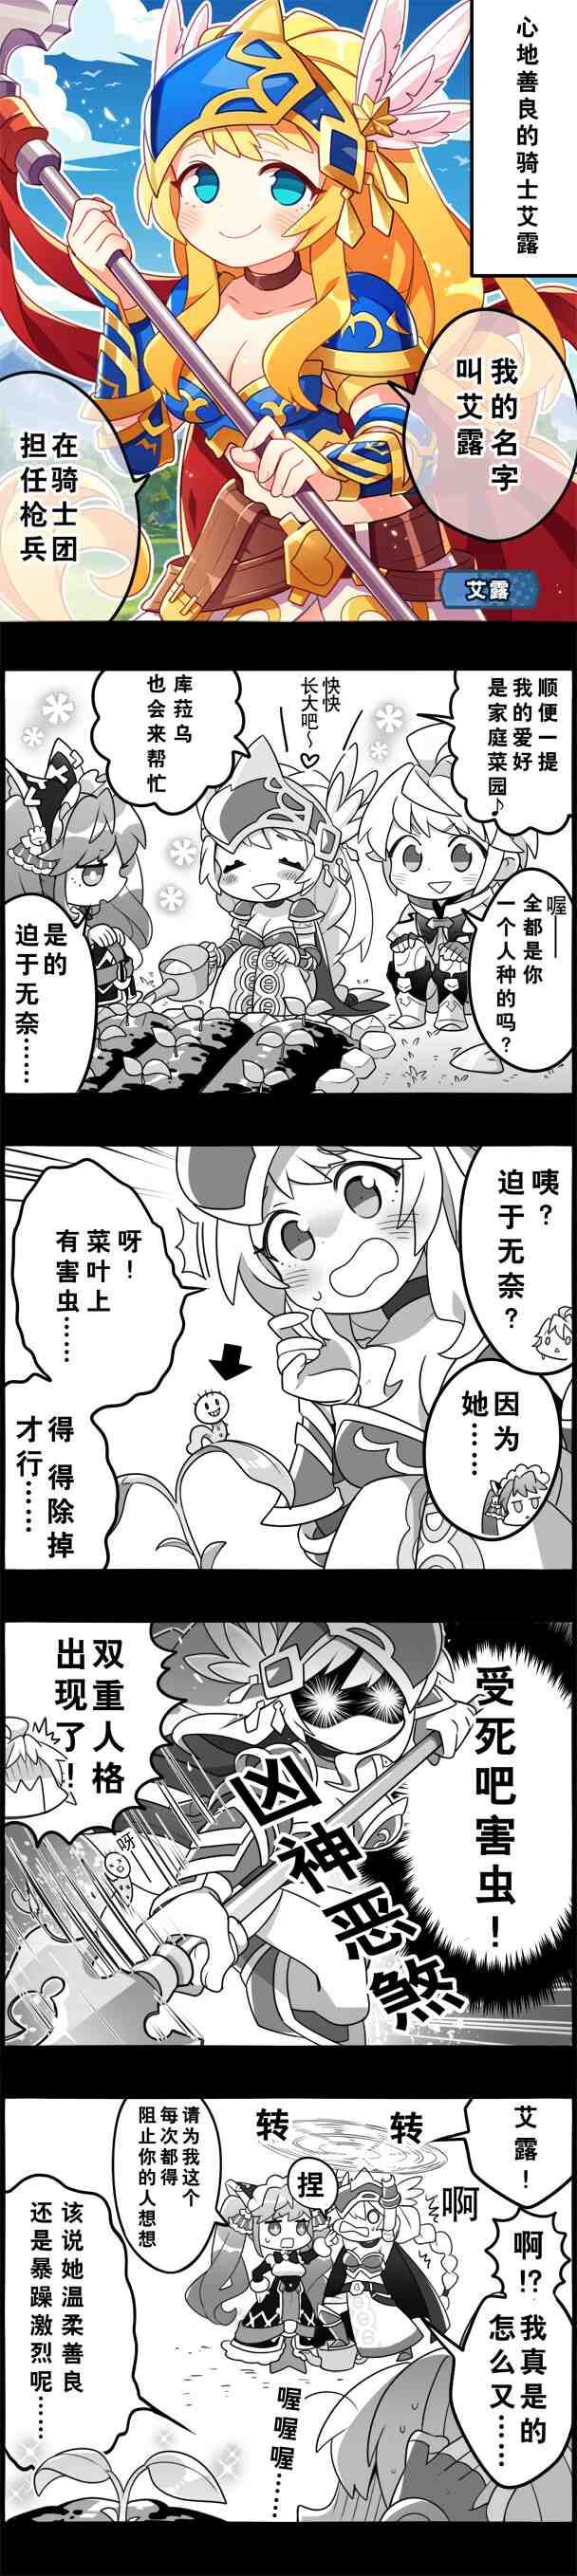 心地善良的骑士艾露
我的名字
叫艾露
在骑士团
担任枪兵
艾露
顺便一提
我的爱好
是家庭菜园♪
快快
长大吧~♡
库菈乌
也会来帮忙
喔——
全都是你
一个人种的吗?
是的
迫于无奈……
咦?
迫于无奈?
因为
她……
呀!
菜叶上
有害虫……
得 得除掉
才行……
受死吧害虫!
凶神恶煞
双重人格
出现了!
呀
艾露!
啊!?
我真是的
怎么又……
啊
转
转
捏
请为我这个
每次都得
阻止你的人想想
喔喔喔……
该说她温柔善良
还是暴躁激烈呢……